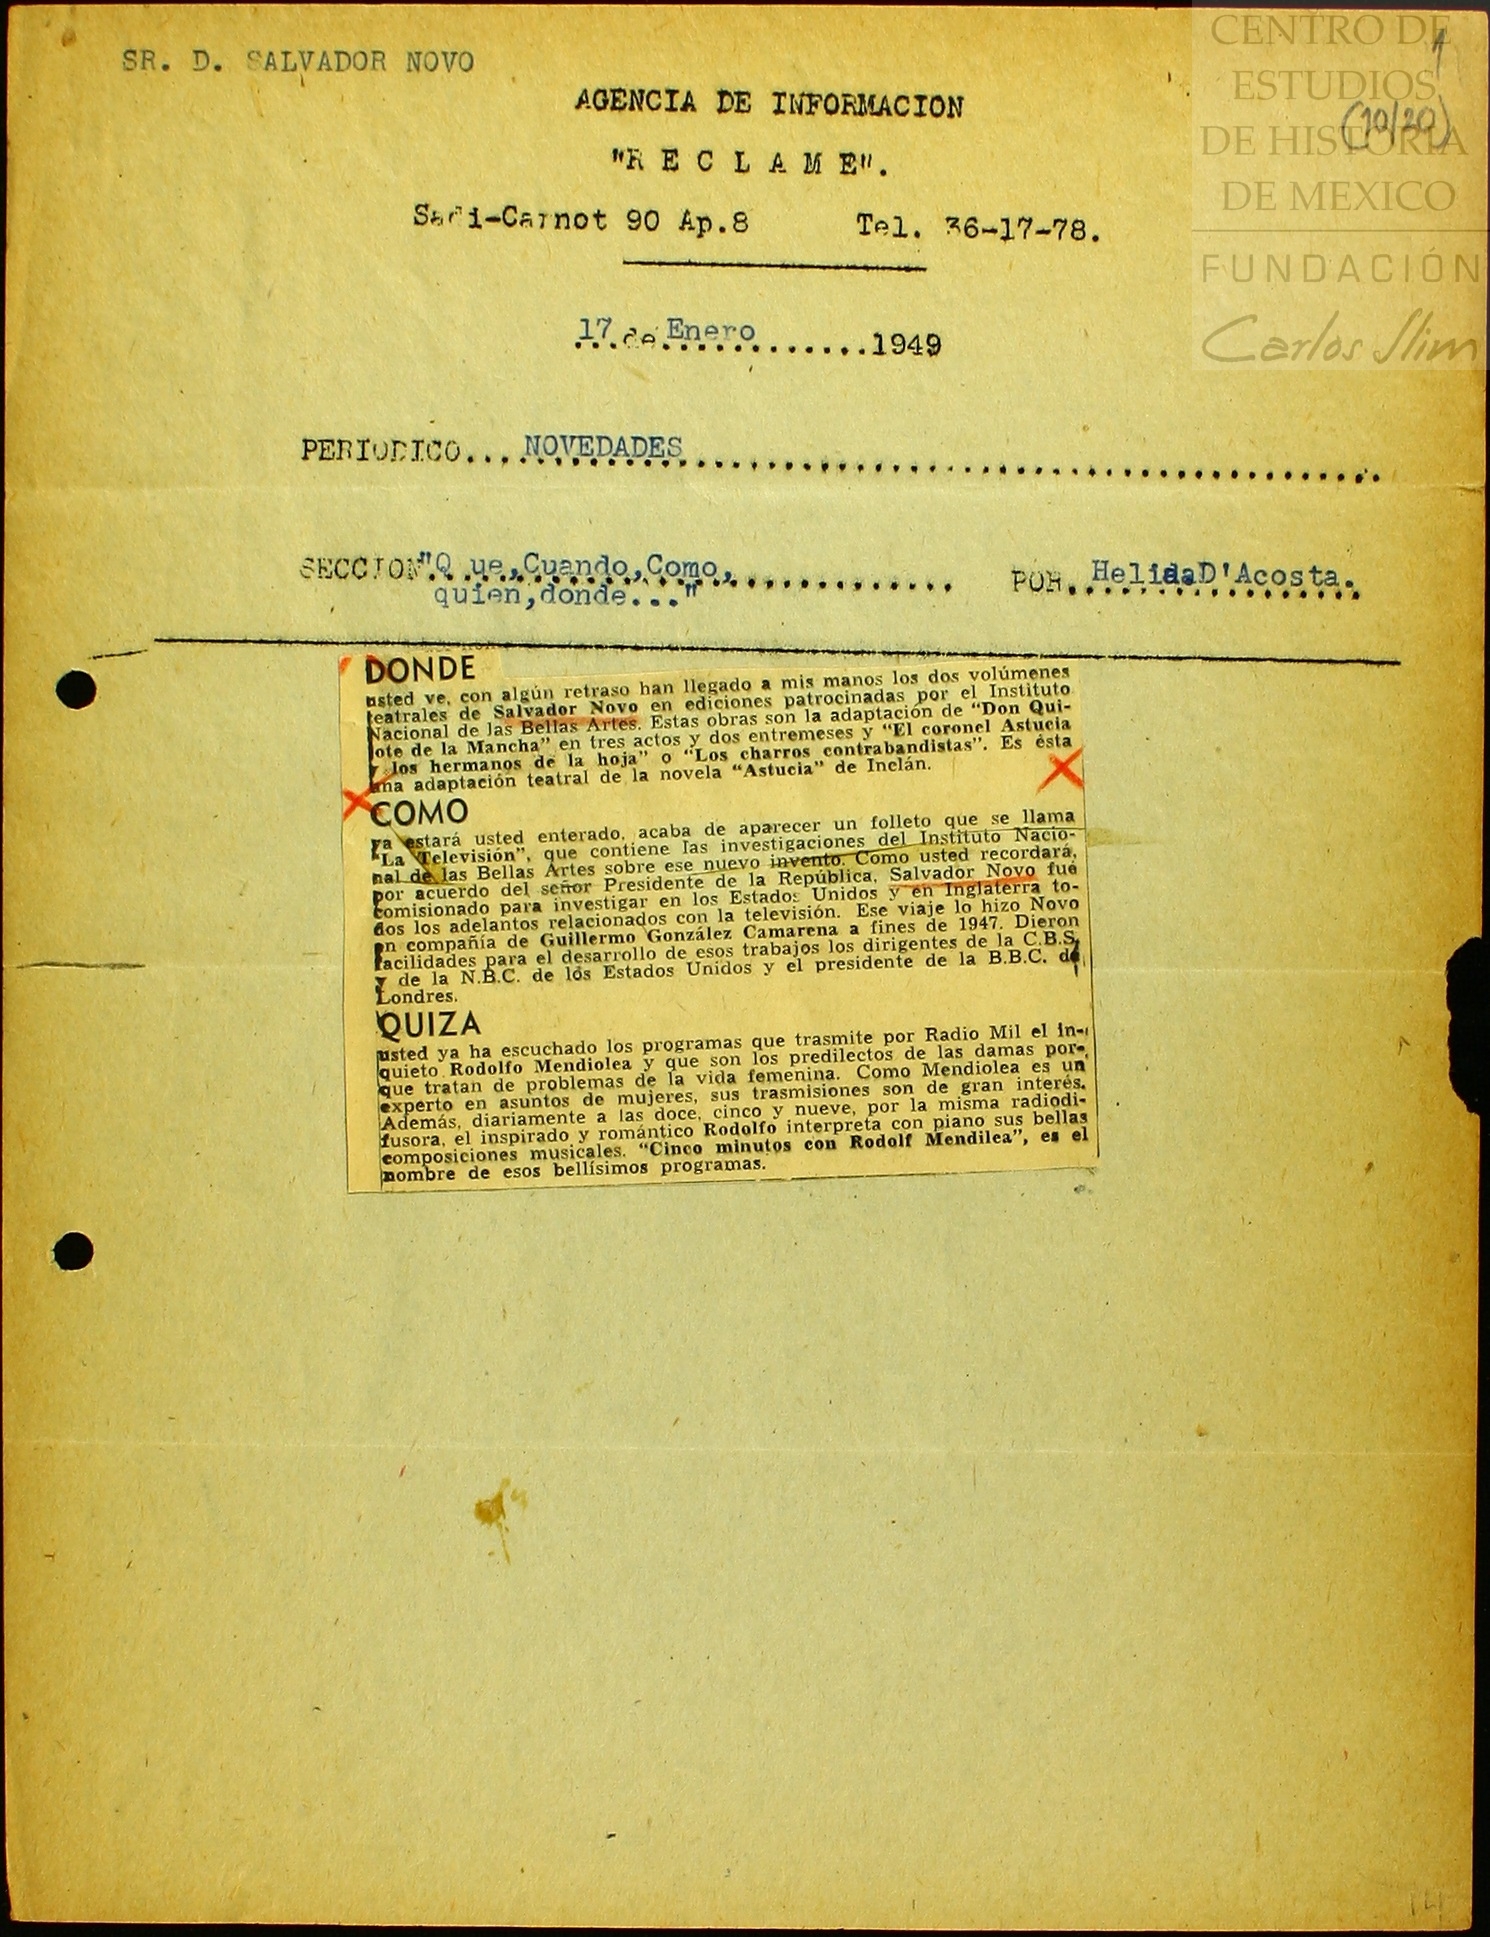 SR. D. SALVADOR NOVO
CENTRO DE
ESTUDIOS
DE HISTORIA
DE MEXICO
FUNDACIÓN
Carlos Slim
1
(10/20)
AGENCIA DE INFORMACION
"R E C L A M E".
Sadi-Carnot 90 Ap.8 Tel. 36-17-78.
17 de Enero ............1949
PERIODICO....NOVEDADES
SECCION"Q ue,Cuando,Como, POR. HelidaD'Acosta.
quien,donde..."
DONDE
usted ve, con algún retraso han llegado a mis manos los dos volúmenes
teatrales de Salvador Novo en ediciones patrocinadas por el Instituto
Nacional de las Bellas Artes. Estas obras son la adaptación de "Don Qui-
jote de la Mancha" en tres actos y dos entremeses y "El coronel Astucia
y los hermanos de la hoja" o "Los charros contrabandistas". Es ésta
una adaptación teatral de la novela "Astucia" de Inclán.
COMO
ya estará usted enterado, acaba de aparecer un folleto que se llama
"La Televisión", que contiene las investigaciones del Instituto Nacio-
nal de las Bellas Artes sobre ese nuevo invento. Como usted recordará,
por acuerdo del señor Presidente de la República, Salvador Novo fué
comisionado para investigar en los Estados Unidos y en Inglaterra to-
dos los adelantos relacionados con la televisión. Ese viaje lo hizo Novo
en compañía de Guillermo González Camarena a fines de 1947. Dieron
facilidades para el desarrollo de esos trabajos los dirigentes de la C.B.S.
y de la N.B.C. de los Estados Unidos y el presidente de la B.B.C. de
Londres.
QUIZA
usted ya ha escuchado los programas que trasmite por Radio Mil el in-
quieto Rodolfo Mendiolea y que son los predilectos de las damas por-
que tratan de problemas de la vida femenina. Como Mendiolea es un
experto en asuntos de mujeres, sus trasmisiones son de gran interés.
Además, diariamente a las doce, cinco y nueve, por la misma radiodi-
fusora, el inspirado y romántico Rodolfo interpreta con piano sus bellas
composiciones musicales. "Cinco minutos con Rodolf Mendilea", es el
nombre de esos bellísimos programas.
14